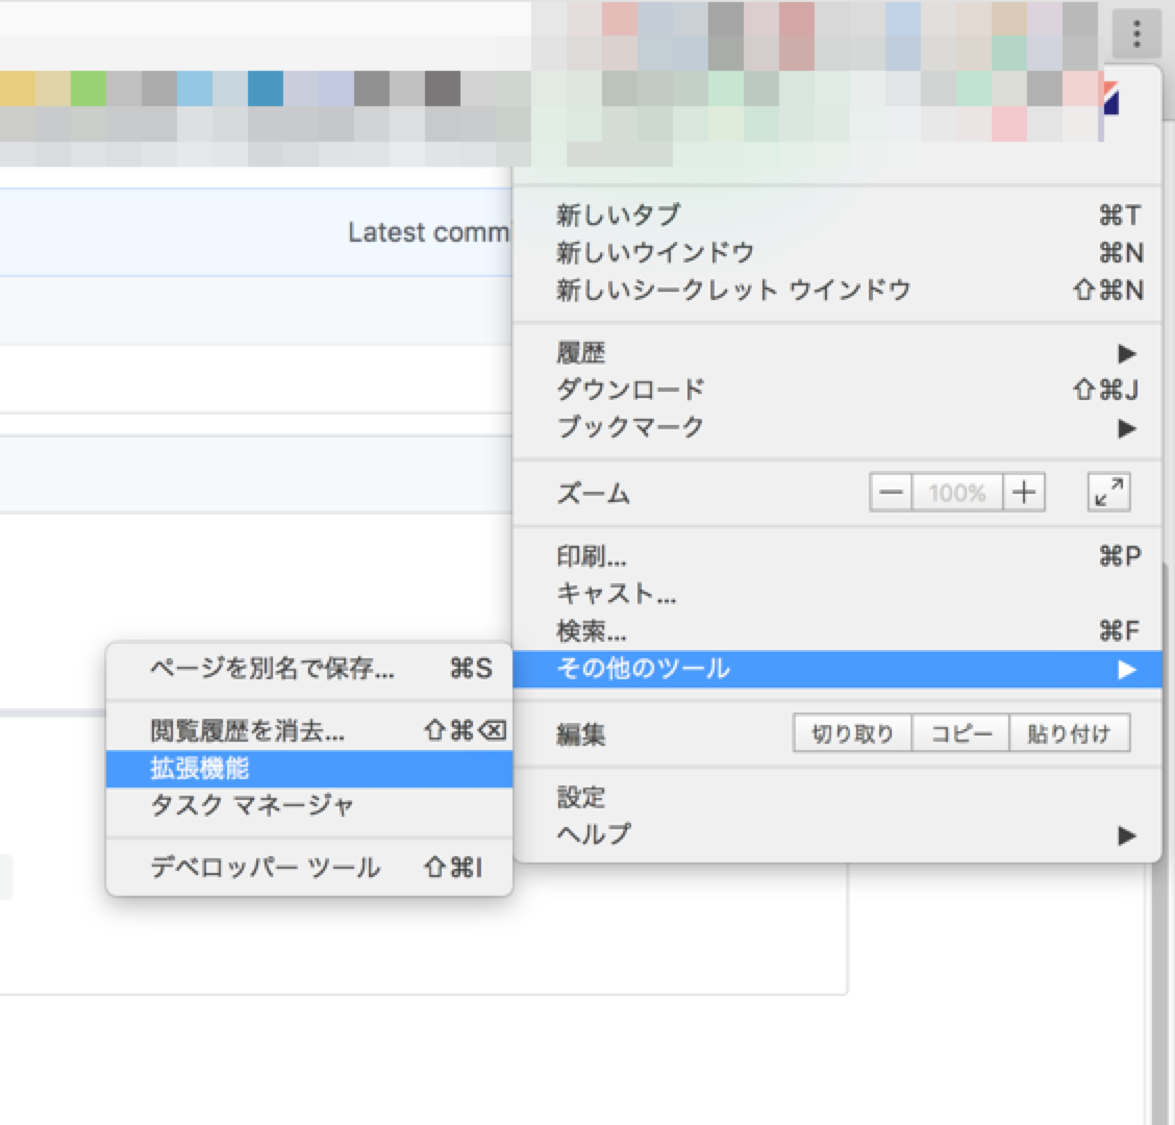 Latest comm
新しいタブ ⌘T
新しいウインドウ ⌘N
新しいシークレット ウインドウ ⇧⌘N
履歴 ▶
ダウンロード ⇧⌘J
ブックマーク ▶
ズーム − 100% +
印刷... ⌘P
キャスト...
検索... ⌘F
その他のツール ▶
編集 切り取り コピー 貼り付け
設定
ヘルプ ▶
ページを別名で保存... ⌘S
閲覧履歴を消去... ⇧⌘⌫
拡張機能
タスク マネージャ
デベロッパー ツール ⇧⌘I